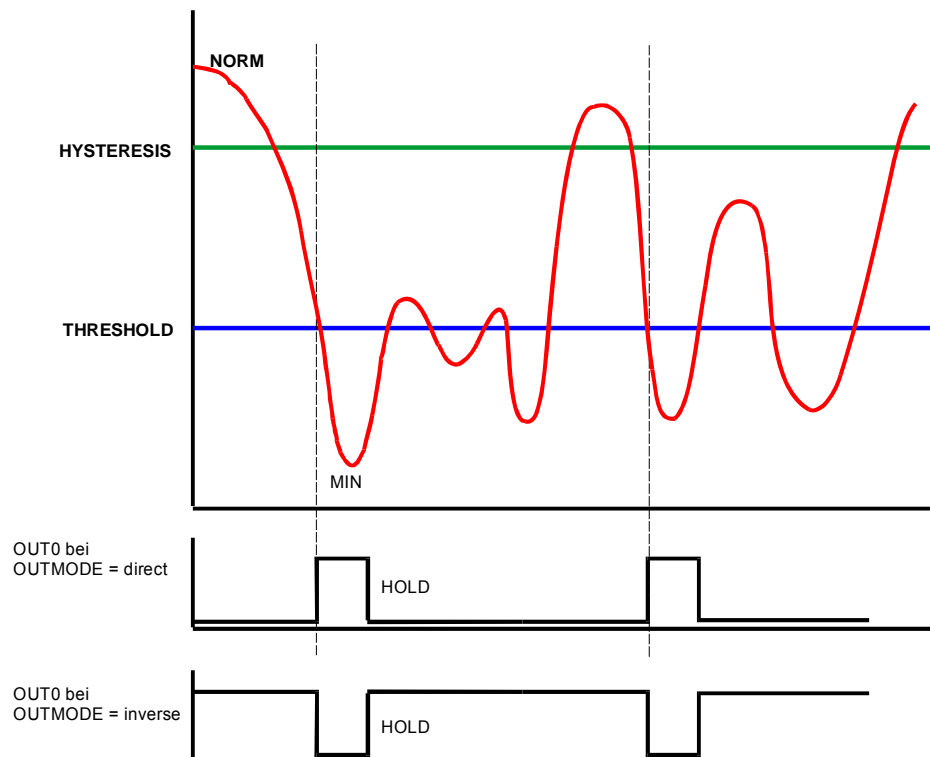 NORM
HYSTERESIS
THRESHOLD
MIN
OUT0 bei
OUTMODE = direct
HOLD
OUT0 bei
OUTMODE = inverse
HOLD